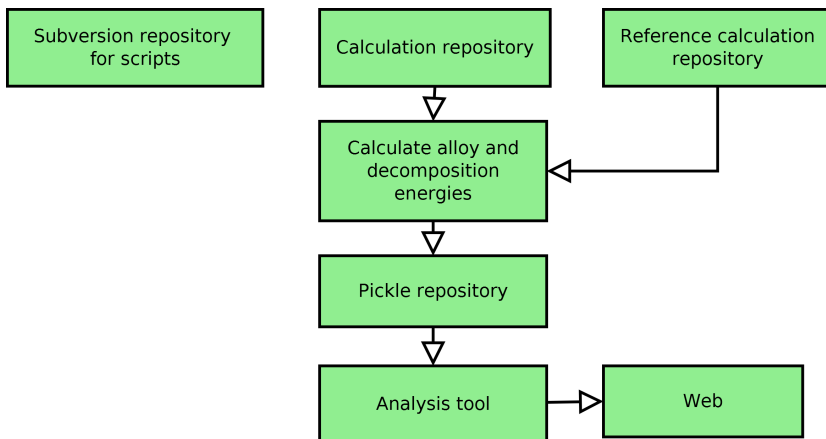 Subversion repository
for scripts
Calculation repository
Reference calculation
repository
Calculate alloy and
decomposition
energies
Pickle repository
Analysis tool
Web